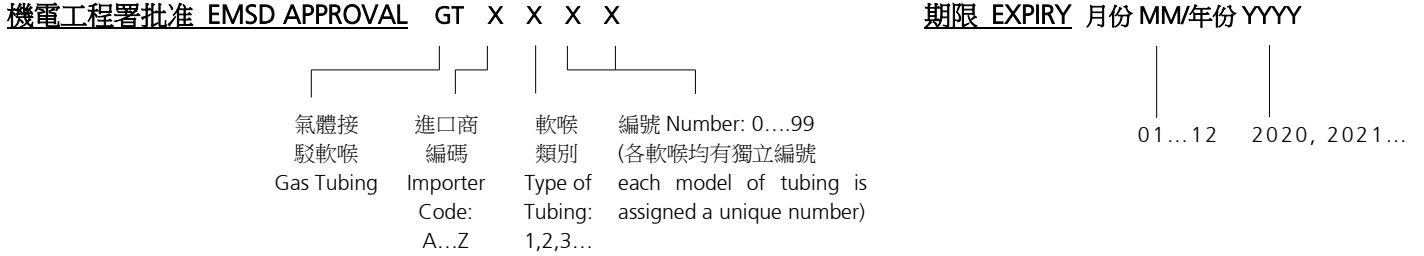 機電工程署批准 EMSD APPROVAL GT X X X X 期限 EXPIRY 月份 MM/年份 YYYY
氣體接 進口商 軟喉 編號 Number: 0....99
駁軟喉 編碼 類別 (各軟喉均有獨立編號
Gas Tubing Importer Type of each model of tubing is
Code: Tubing: assigned a unique number)
A...Z 1,2,3...
01...12 2020, 2021...